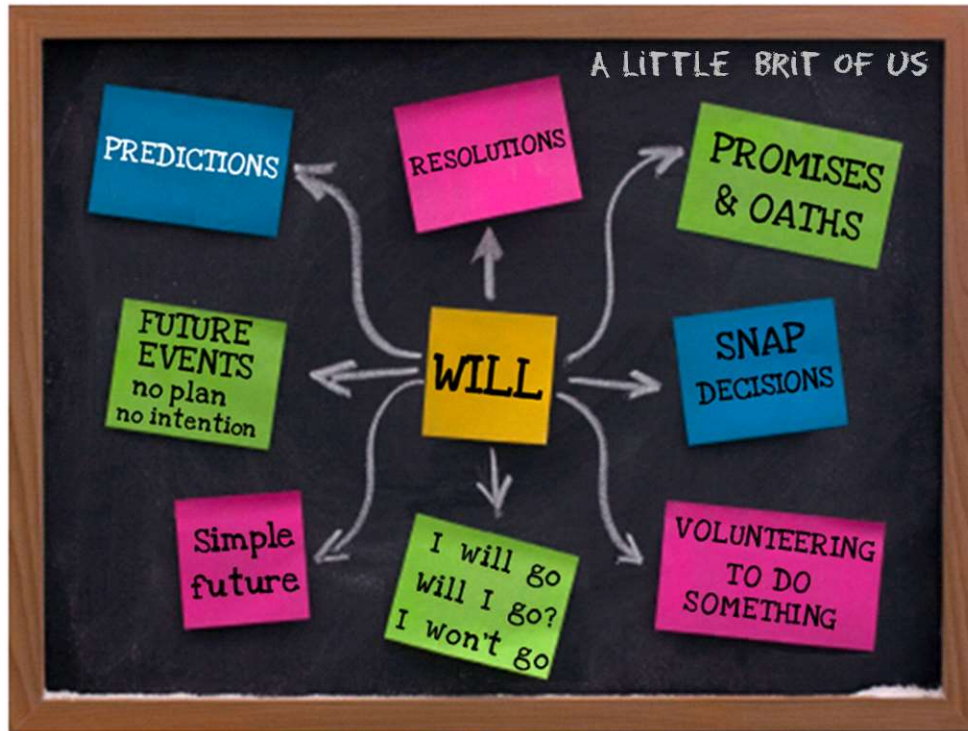 A LITTLE BRIT OF US
PREDICTIONS
RESOLUTIONS
PROMISES
& OATHS
FUTURE
EVENTS
no plan
no intention
WILL
SNAP
DECISIONS
Simple
future
I will go
will I go?
I won't go
VOLUNTEERING
TO DO
SOMETHING